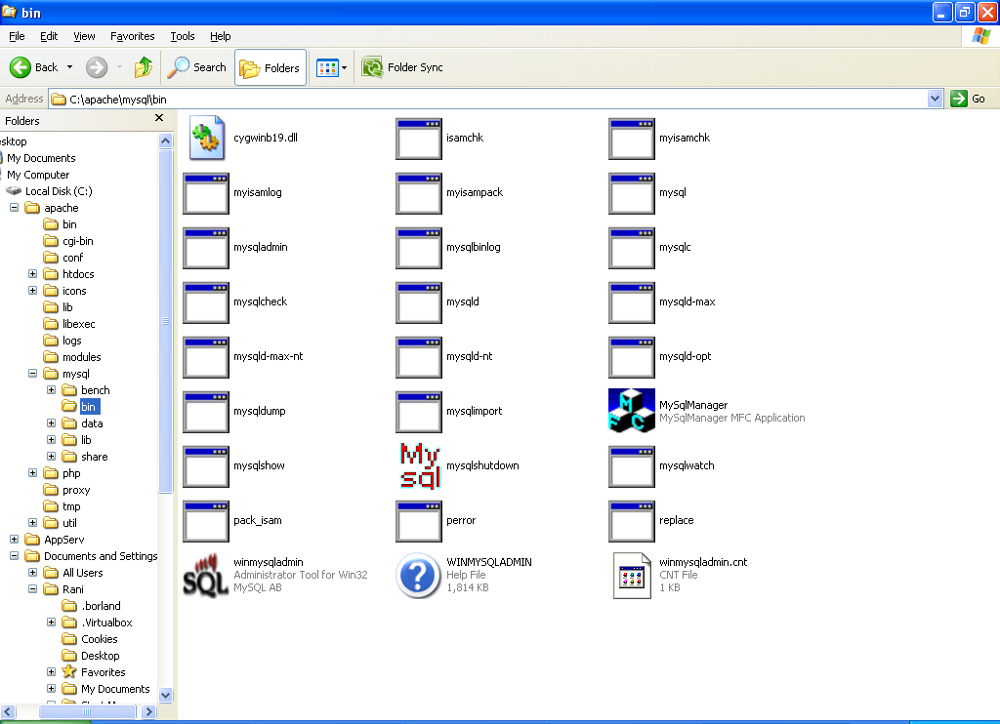 bin
File Edit View Favorites Tools Help
Back Search Folders Folder Sync
Address C:\apache\mysql\bin Go
Folders
sktop
My Documents
My Computer
Local Disk (C:)
apache
bin
cgi-bin
conf
htdocs
icons
lib
libexec
logs
modules
mysql
bench
bin
data
lib
share
php
proxy
tmp
util
AppServ
Documents and Settings
All Users
Rani
.borland
.Virtualbox
Cookies
Desktop
Favorites
My Documents
cygwinb19.dll isamchk myisamchk
myisamlog myisampack mysql
mysqladmin mysqlbinlog mysqlc
mysqlcheck mysqld mysqld-max
mysqld-max-nt mysqld-nt mysqld-opt
mysqldump mysqlimport MySqlManager
MySqlManager MFC Application
M
F C
mysqlshow My mysqlshutdown mysqlwatch
sql
pack_isam perror replace
winmysqladmin WINMYSQLADMIN winmysqladmin.cnt
Administrator Tool for Win32 Help File CNT File
MySQL AB 1,814 KB 1 KB
my
SQL